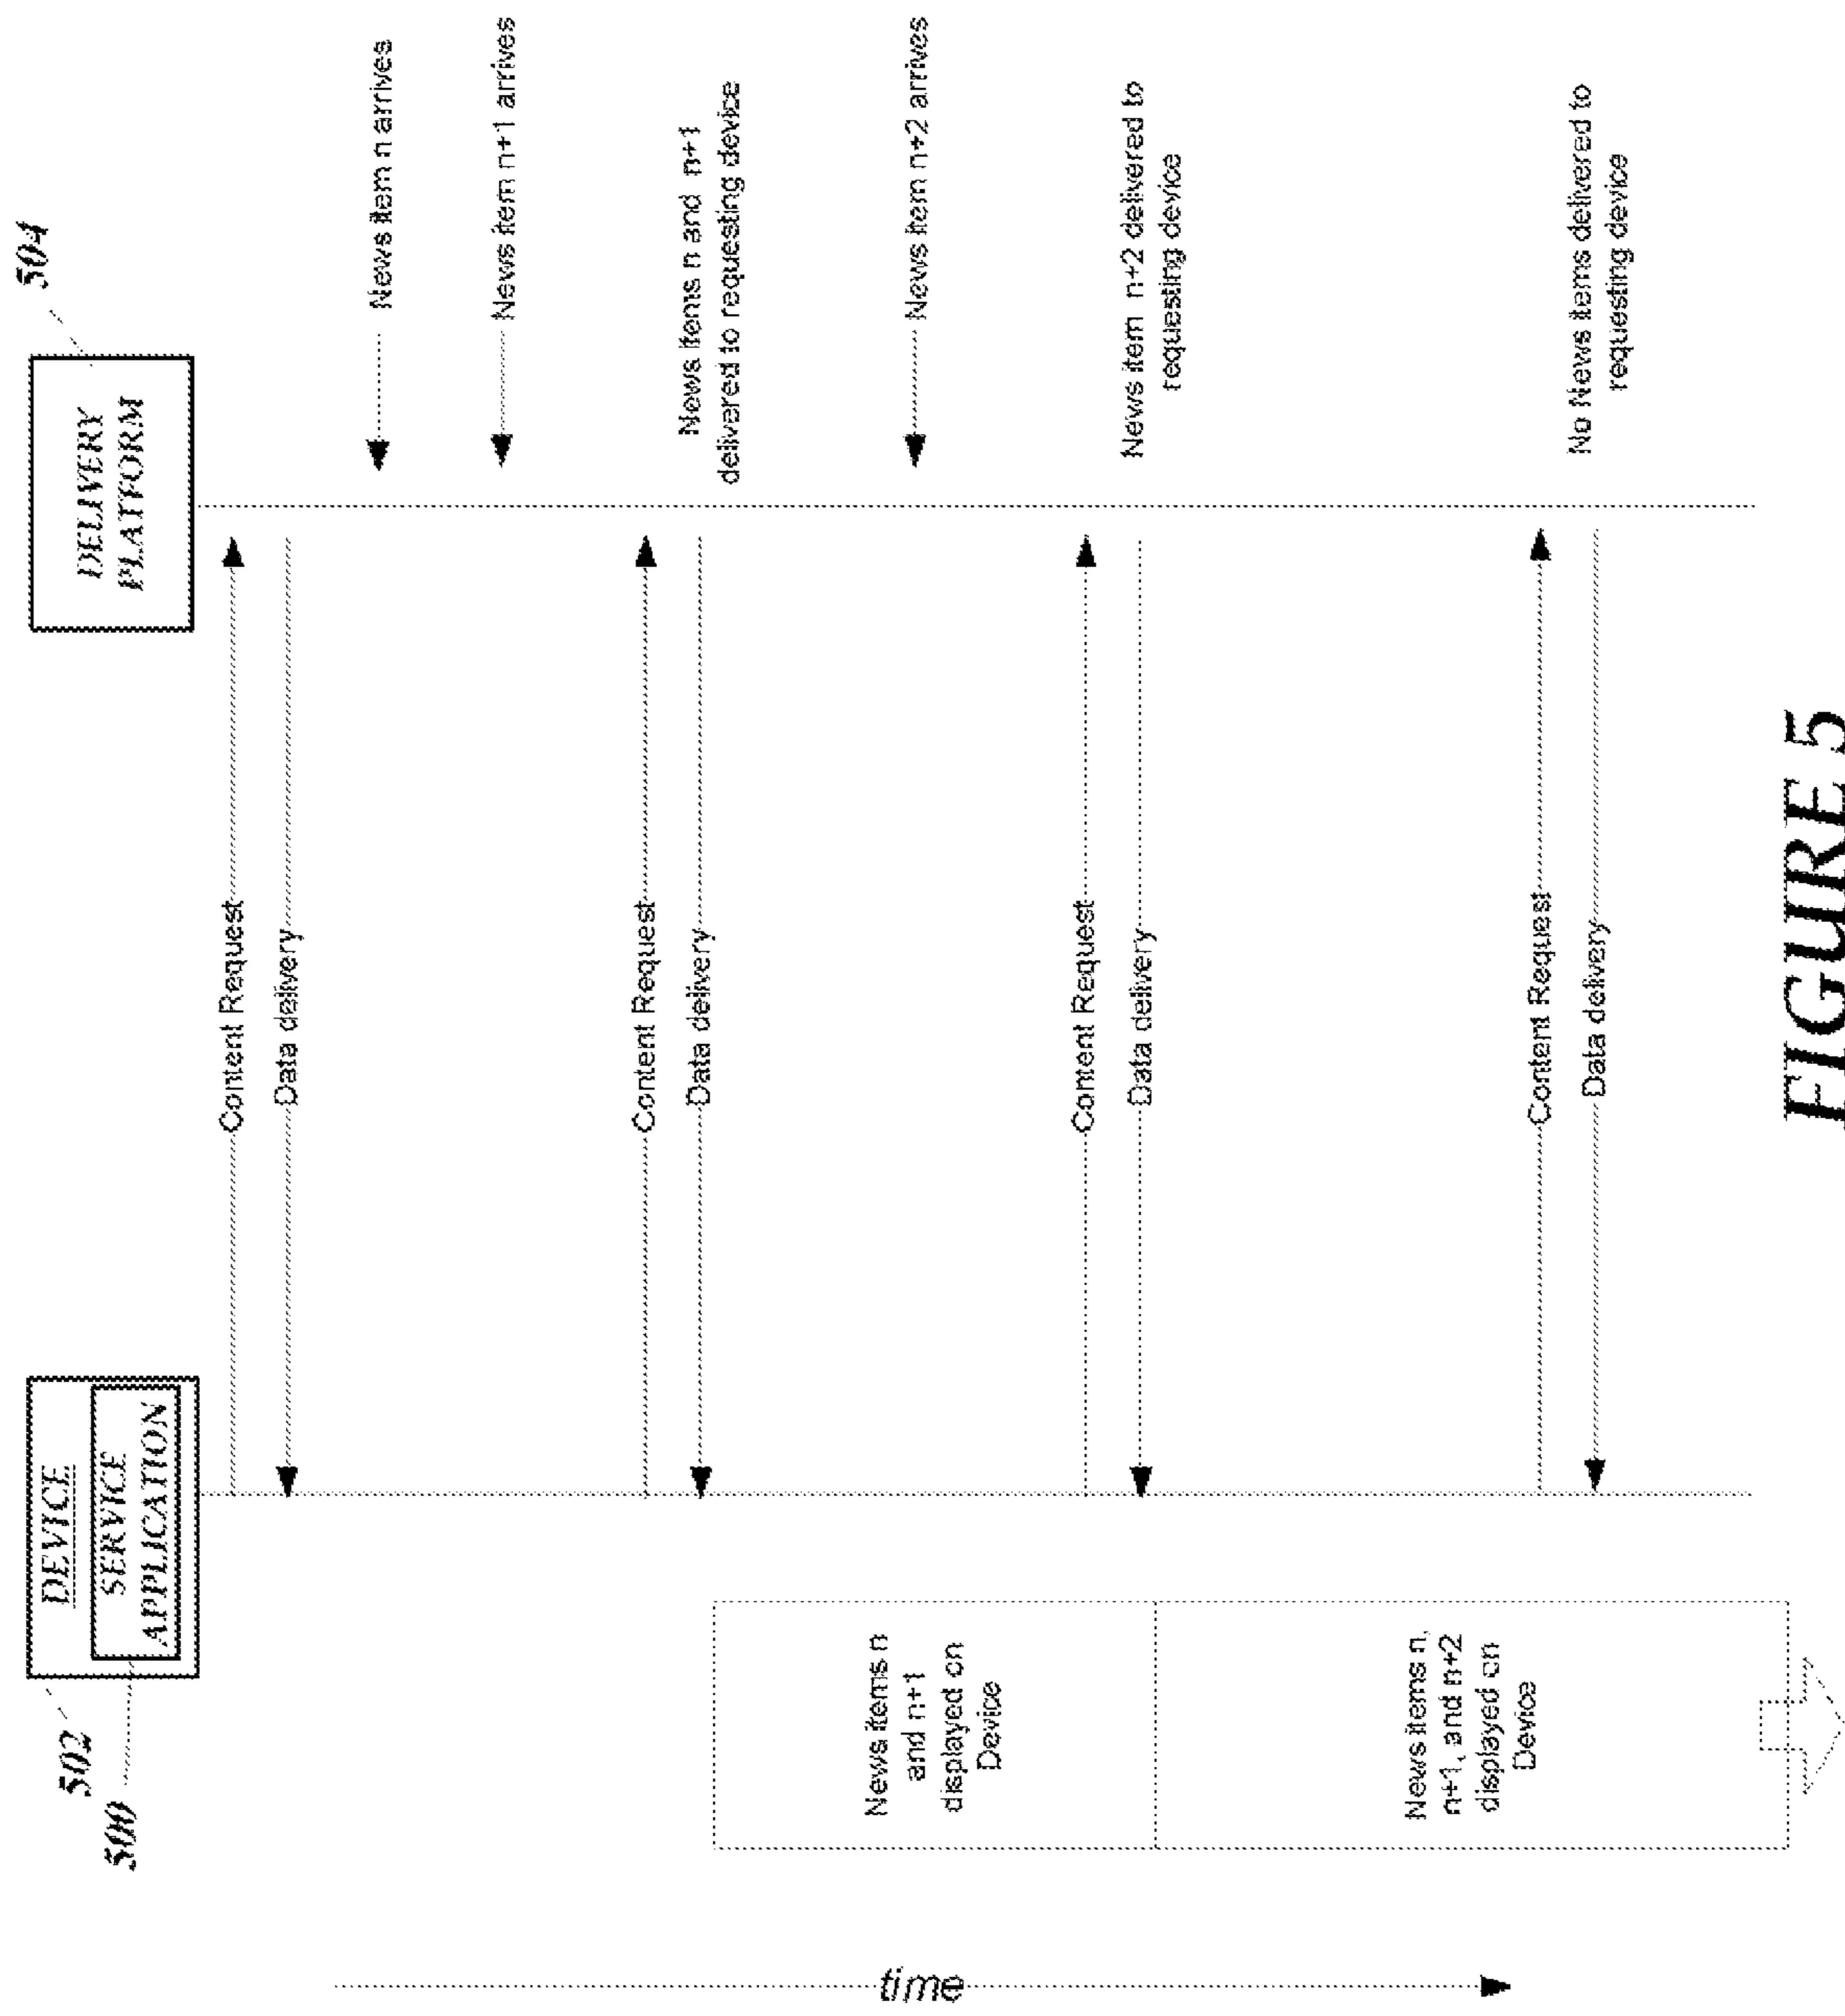 DEVICE
SERVICE
APPLICATION
502
500
DELIVERY
PLATFORM
504
Content Request
Data delivery
News item n arrives
News item n+1 arrives
Content Request
Data delivery
News items n and n+1
delivered to requesting device
News items n
and n+1
displayed on
Device
News item n+2 arrives
Content Request
Data delivery
News item n+2 delivered to
requesting device
News items n,
n+1, and n+2
displayed on
Device
Content Request
Data delivery
No News items delivered to
requesting device
time
FIGURE 5